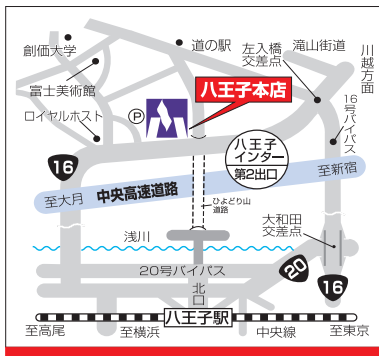 創価大学
道の駅
左入橋
交差点
滝山街道
川越方面
富士美術館
八王子本店
P
ロイヤルホスト
16号バイパス
八王子
インター
第2出口
16
至新宿
中央高速道路
至大月
ひよどり山
道路
大和田
交差点
浅川
20号バイパス
20
北口
16
八王子駅
至高尾
至横浜
中央線
至東京